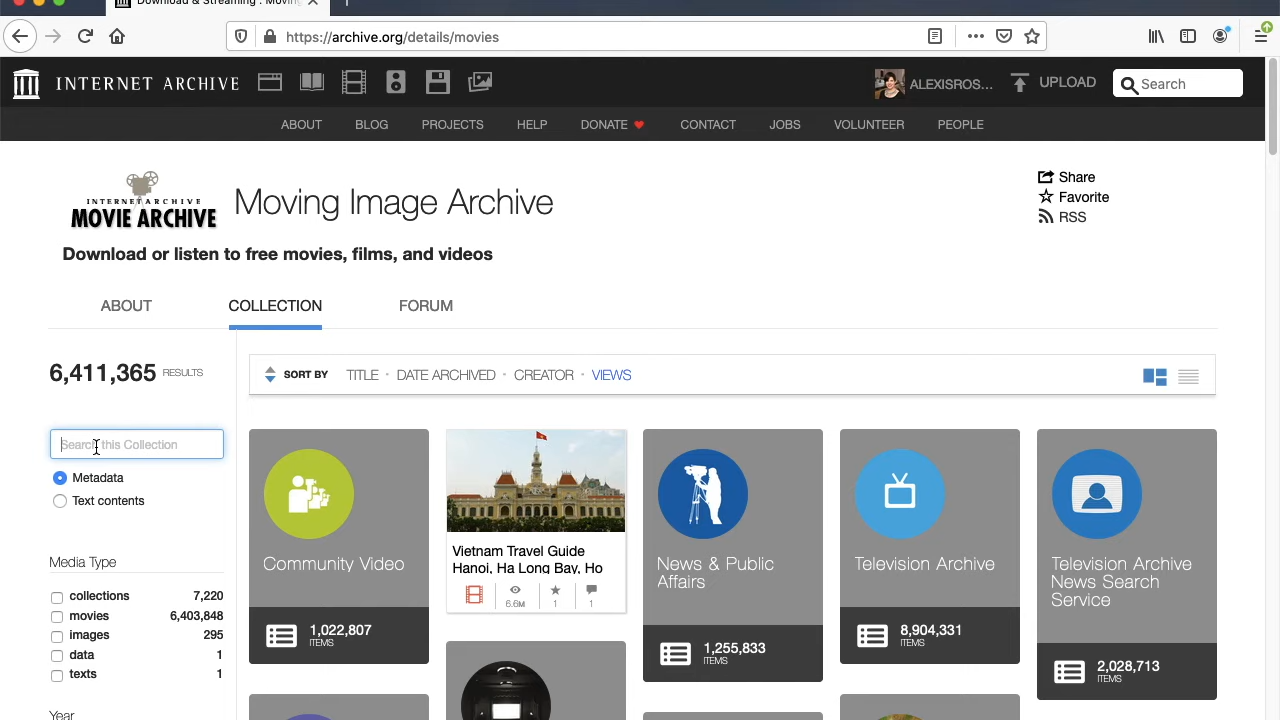 Download & Streaming : Moving
https://archive.org/details/movies
INTERNET ARCHIVE
ALEXISROS...
UPLOAD
Search
ABOUT BLOG PROJECTS HELP DONATE CONTACT JOBS VOLUNTEER PEOPLE
INTERNET ARCHIVE
MOVIE ARCHIVE
Moving Image Archive
Share
Favorite
RSS
Download or listen to free movies, films, and videos
ABOUT COLLECTION FORUM
6,411,365 RESULTS
SORT BY TITLE · DATE ARCHIVED · CREATOR · VIEWS
Search this Collection
Metadata
Text contents
Media Type
collections 7,220
movies 6,403,848
images 295
data 1
texts 1
Year
Community Video
1,022,807
ITEMS
Vietnam Travel Guide
Hanoi, Ha Long Bay, Ho
6.6M 1 1
News & Public
Affairs
1,255,833
ITEMS
Television Archive
8,904,331
ITEMS
Television Archive
News Search
Service
2,028,713
ITEMS